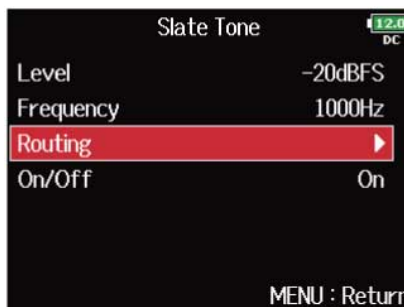 Slate Tone
12.0
DC
Level -20dBFS
Frequency 1000Hz
Routing
On/Off On
MENU : Return